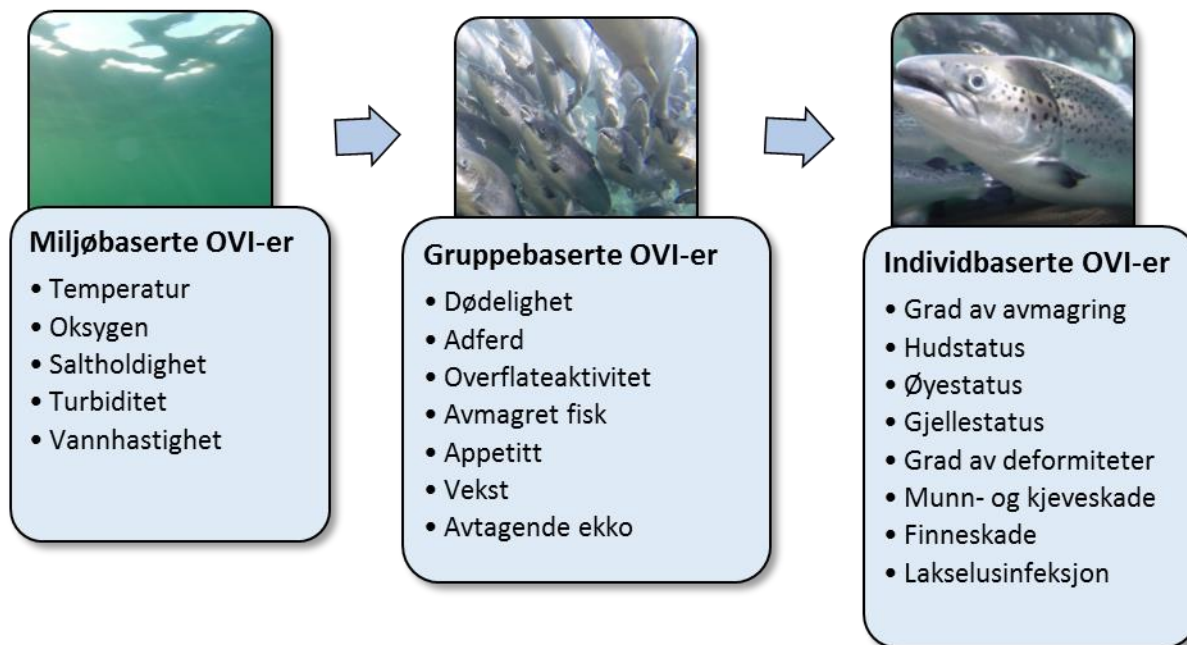 Miljøbaserte OVI-er
• Temperatur
• Oksygen
• Saltholdighet
• Turbiditet
• Vannhastighet
Gruppebaserte OVI-er
• Dødelighet
• Adferd
• Overflateaktivitet
• Avmagret fisk
• Appetitt
• Vekst
• Avtagende ekko
Individbaserte OVI-er
• Grad av avmagring
• Hudstatus
• Øyestatus
• Gjellestatus
• Grad av deformiteter
• Munn- og kjeveskade
• Finneskade
• Lakselusinfeksjon